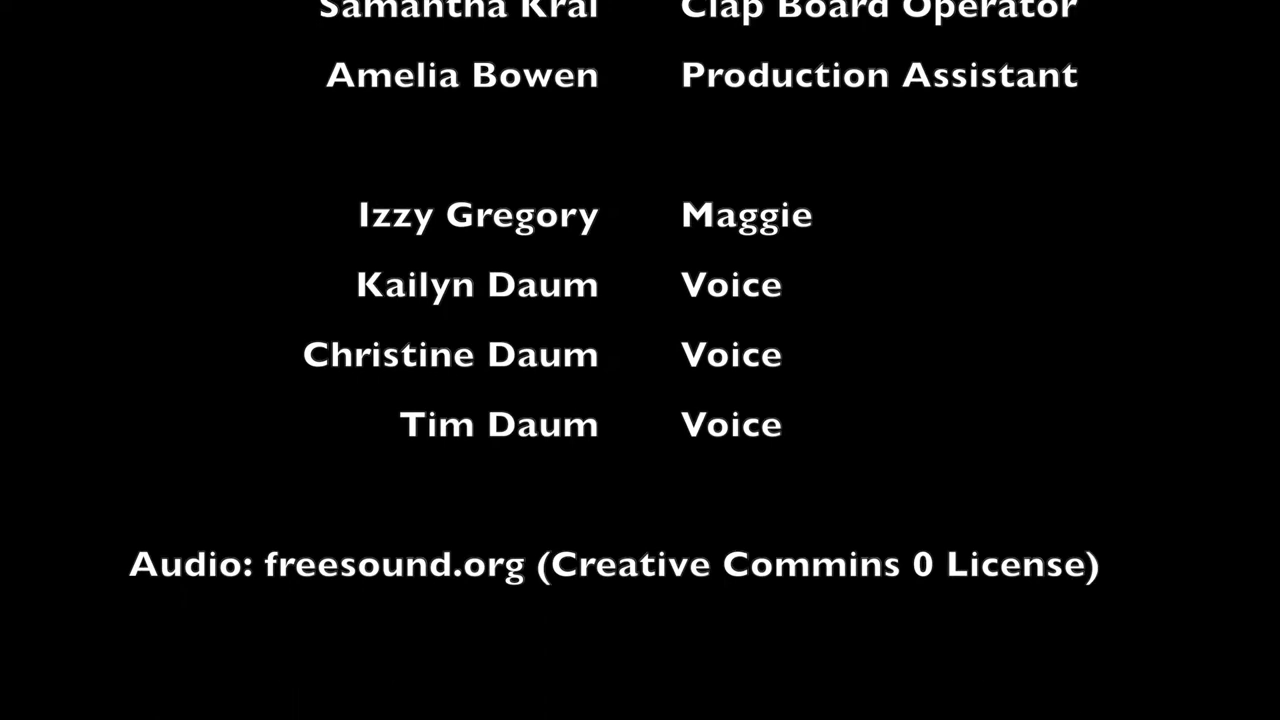 Samantha Kral Clap Board Operator
Amelia Bowen Production Assistant
Izzy Gregory Maggie
Kailyn Daum Voice
Christine Daum Voice
Tim Daum Voice
Audio: freesound.org (Creative Commins 0 License)